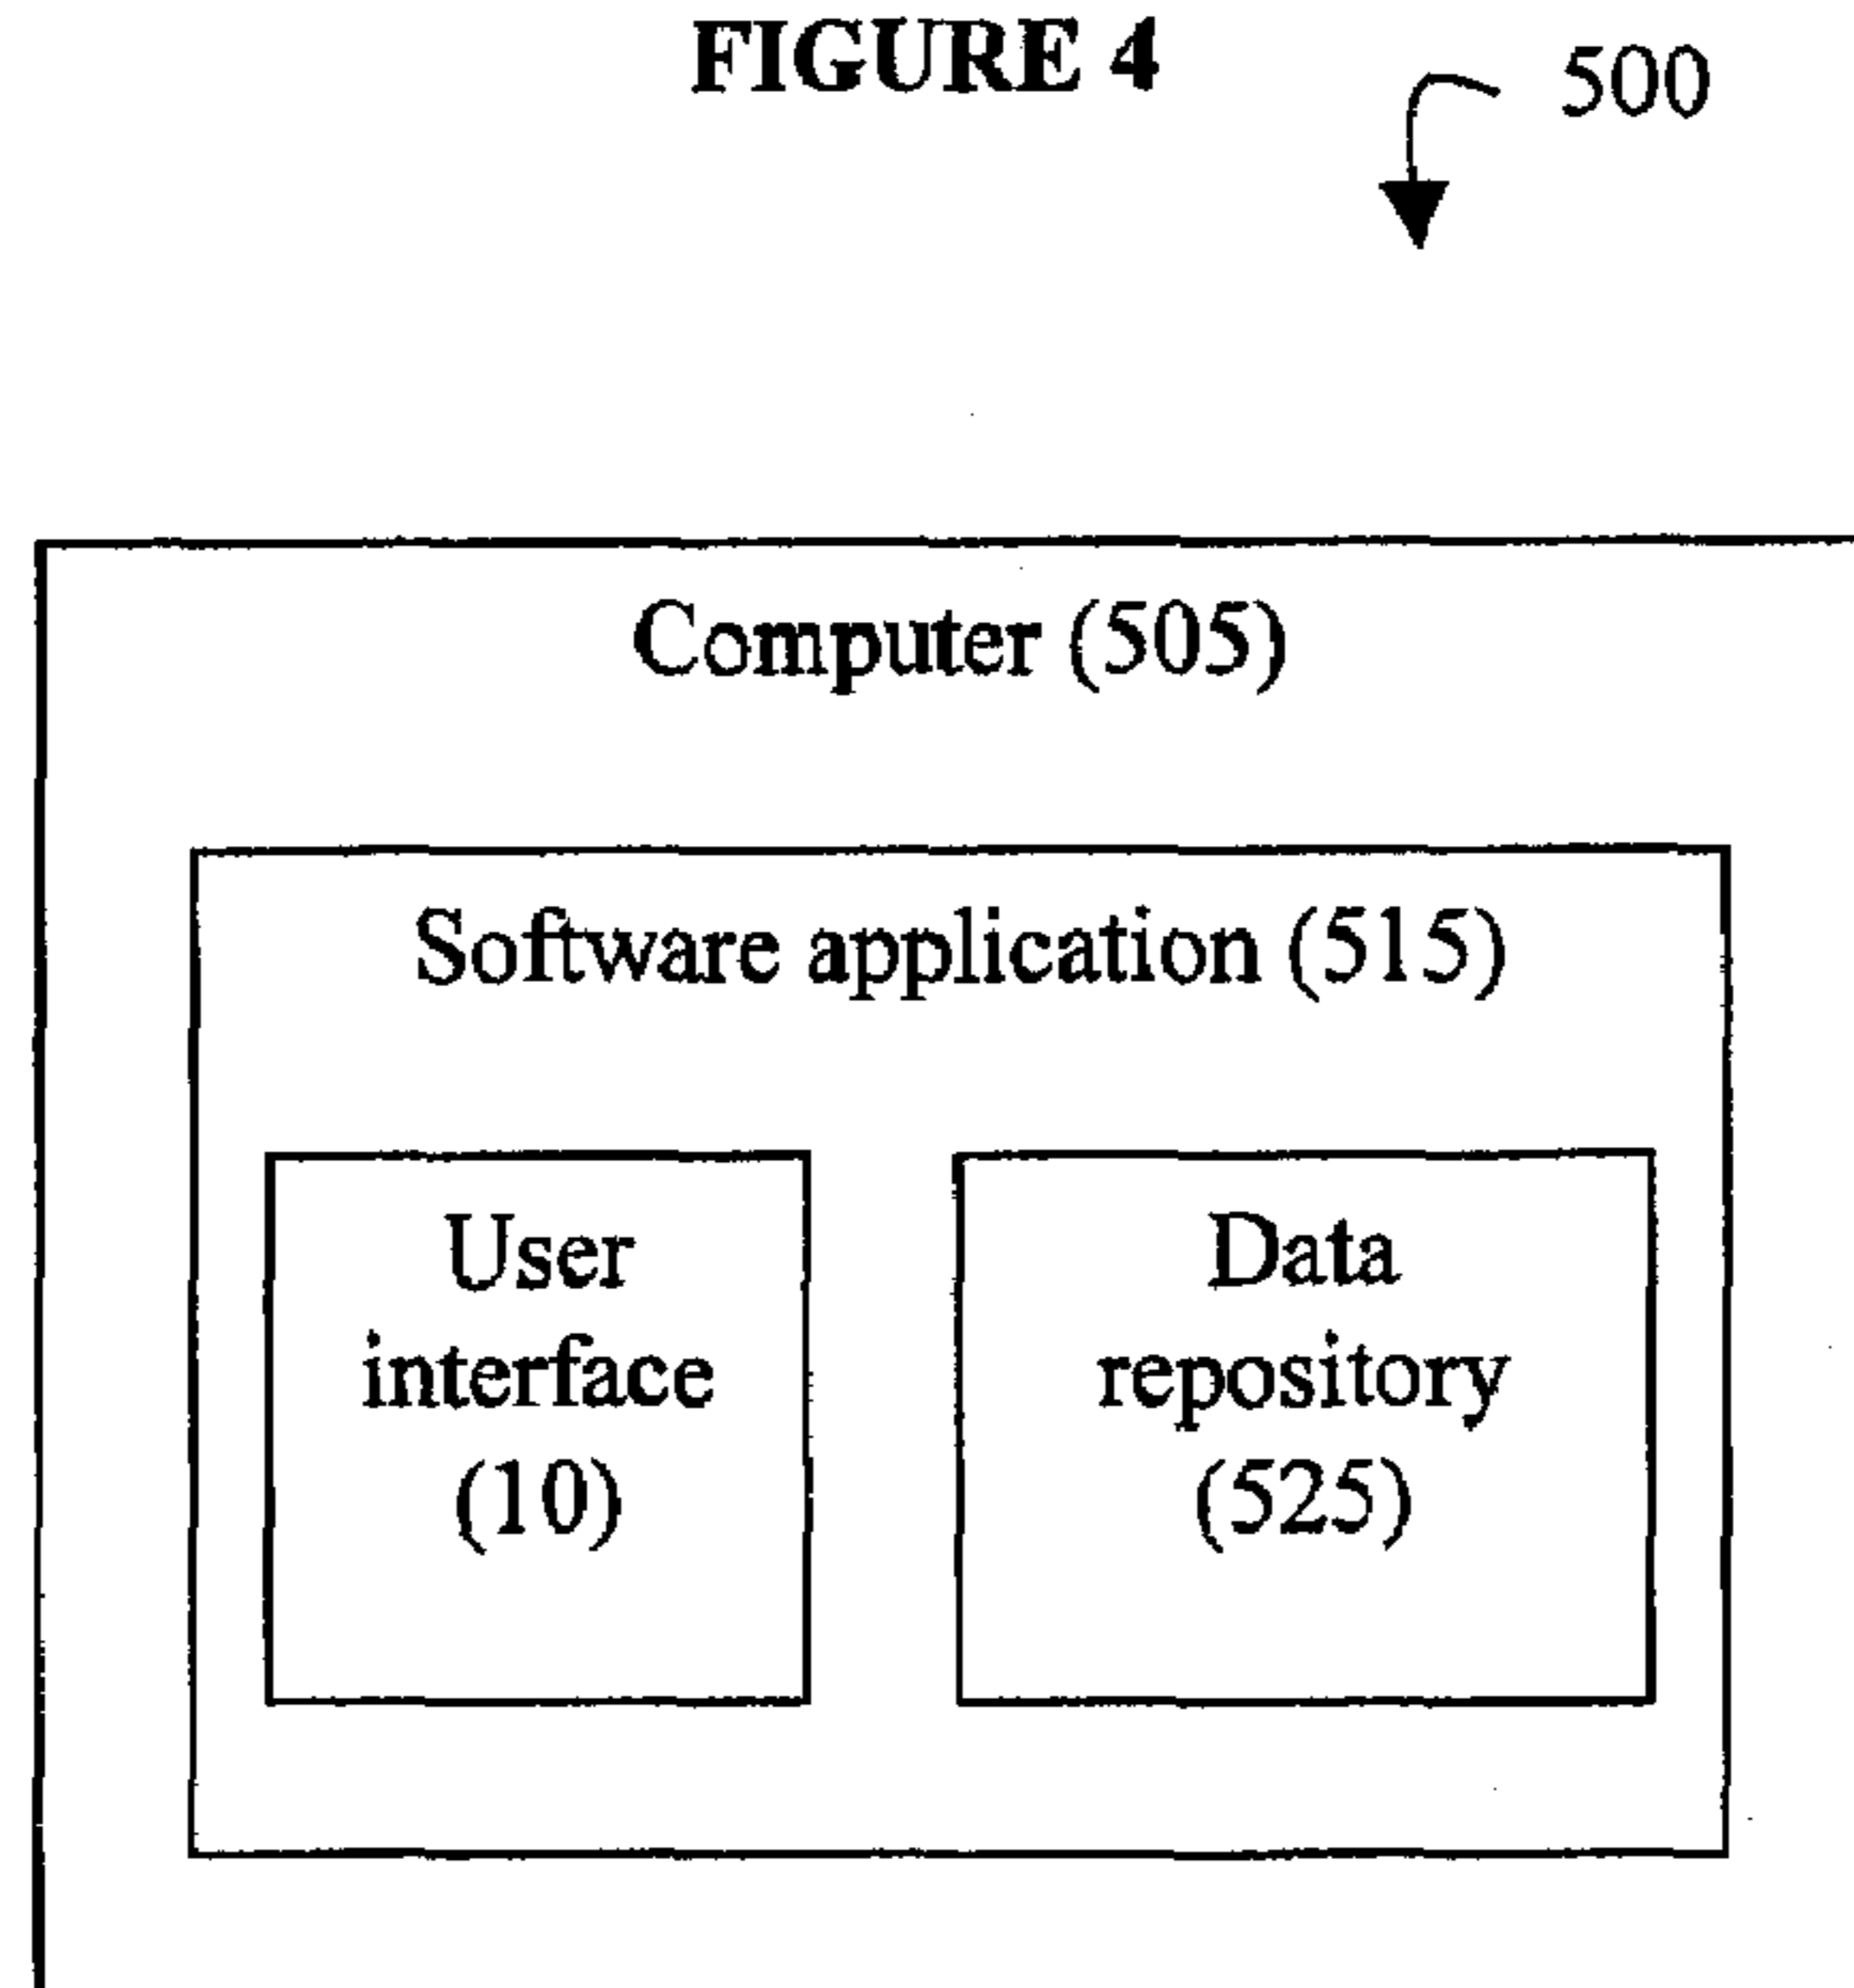 FIGURE 4
500
Computer (505)
Software application (515)
User
interface
(10)
Data
repository
(525)